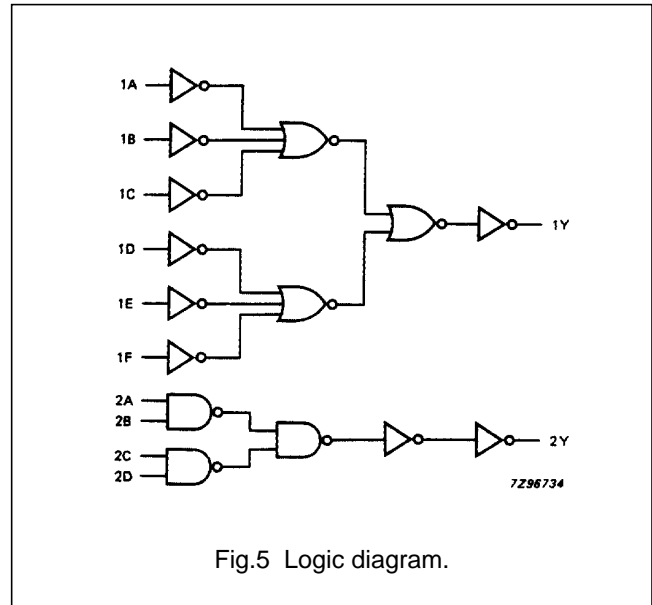 1A
1B
1C
1D
1E
1F
1Y
2A
2B
2C
2D
2Y
7Z96734
Fig.5 Logic diagram.